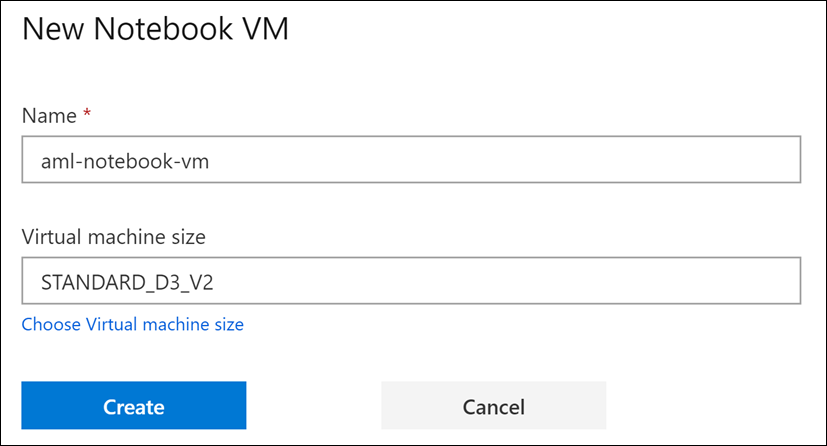 New Notebook VM
Name *
aml-notebook-vm
Virtual machine size
STANDARD_D3_V2
Choose Virtual machine size
Create Cancel